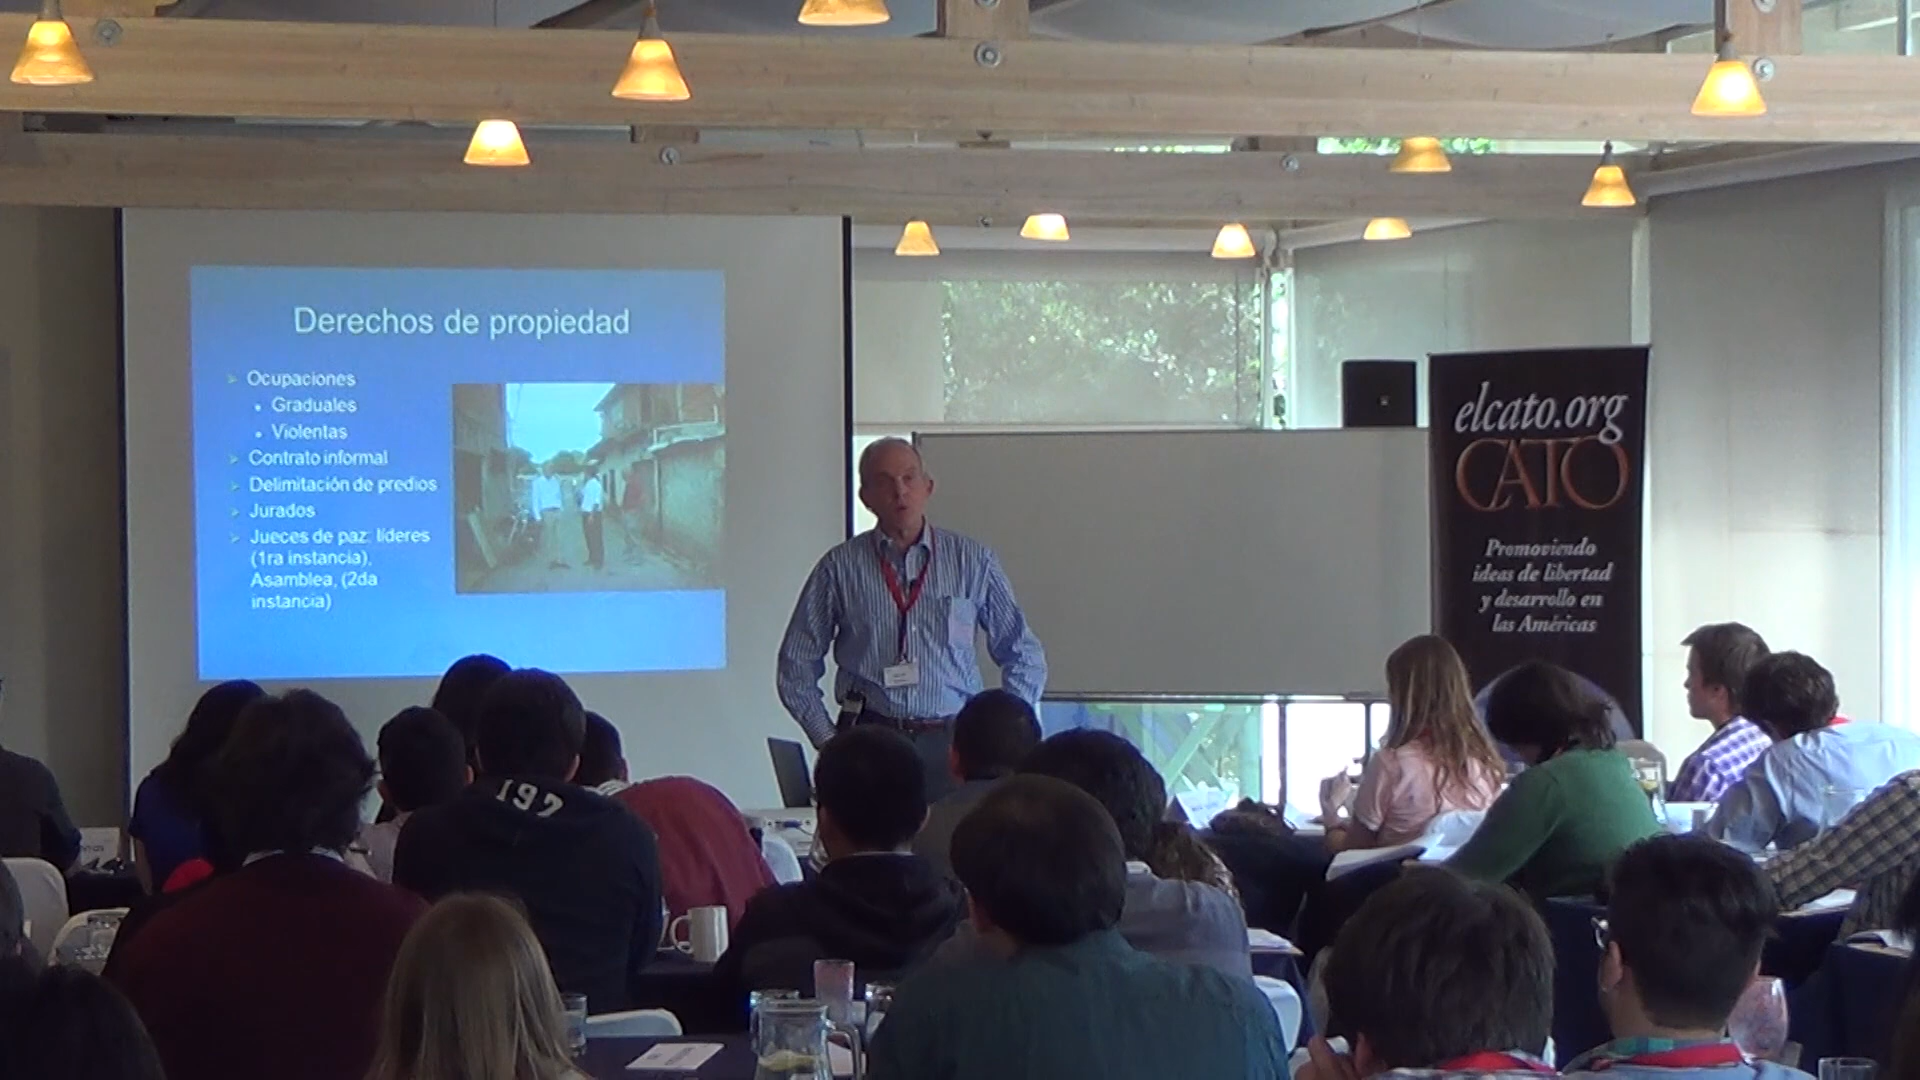 Derechos de propiedad
Ocupaciones
Graduales
Violentas
Contrato informal
Delimitación de predios
Jurados
Jueces de paz: líderes
(1ra instancia),
Asamblea, (2da
instancia)
elcato.org
CATO
Promoviendo
ideas de libertad
y desarrollo en
las Américas
197